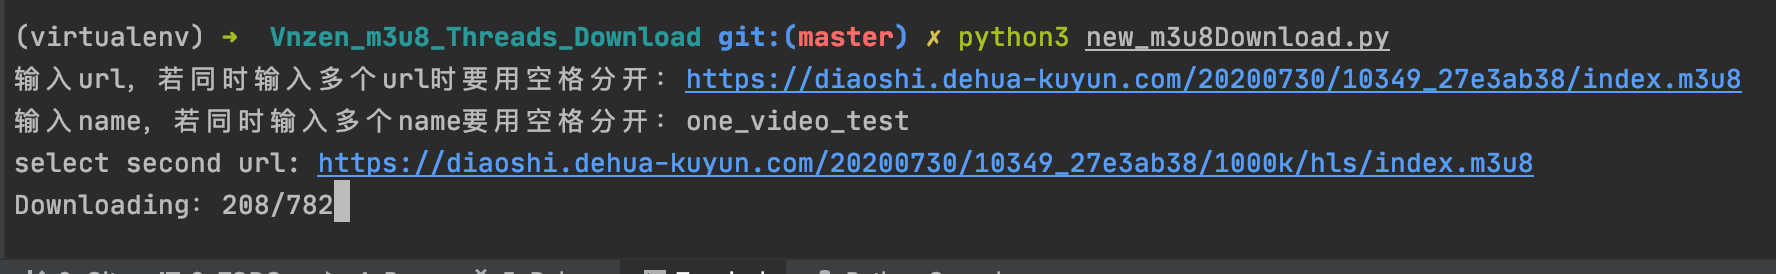 (virtualenv) ➜ Vnzen_m3u8_Threads_Download git:(master) ✗ python3 new_m3u8Download.py
输入url，若同时输入多个url时要用空格分开：https://diaoshi.dehua-kuyun.com/20200730/10349_27e3ab38/index.m3u8
输入name，若同时输入多个name要用空格分开：one_video_test
select second url: https://diaoshi.dehua-kuyun.com/20200730/10349_27e3ab38/1000k/hls/index.m3u8
Downloading: 208/782